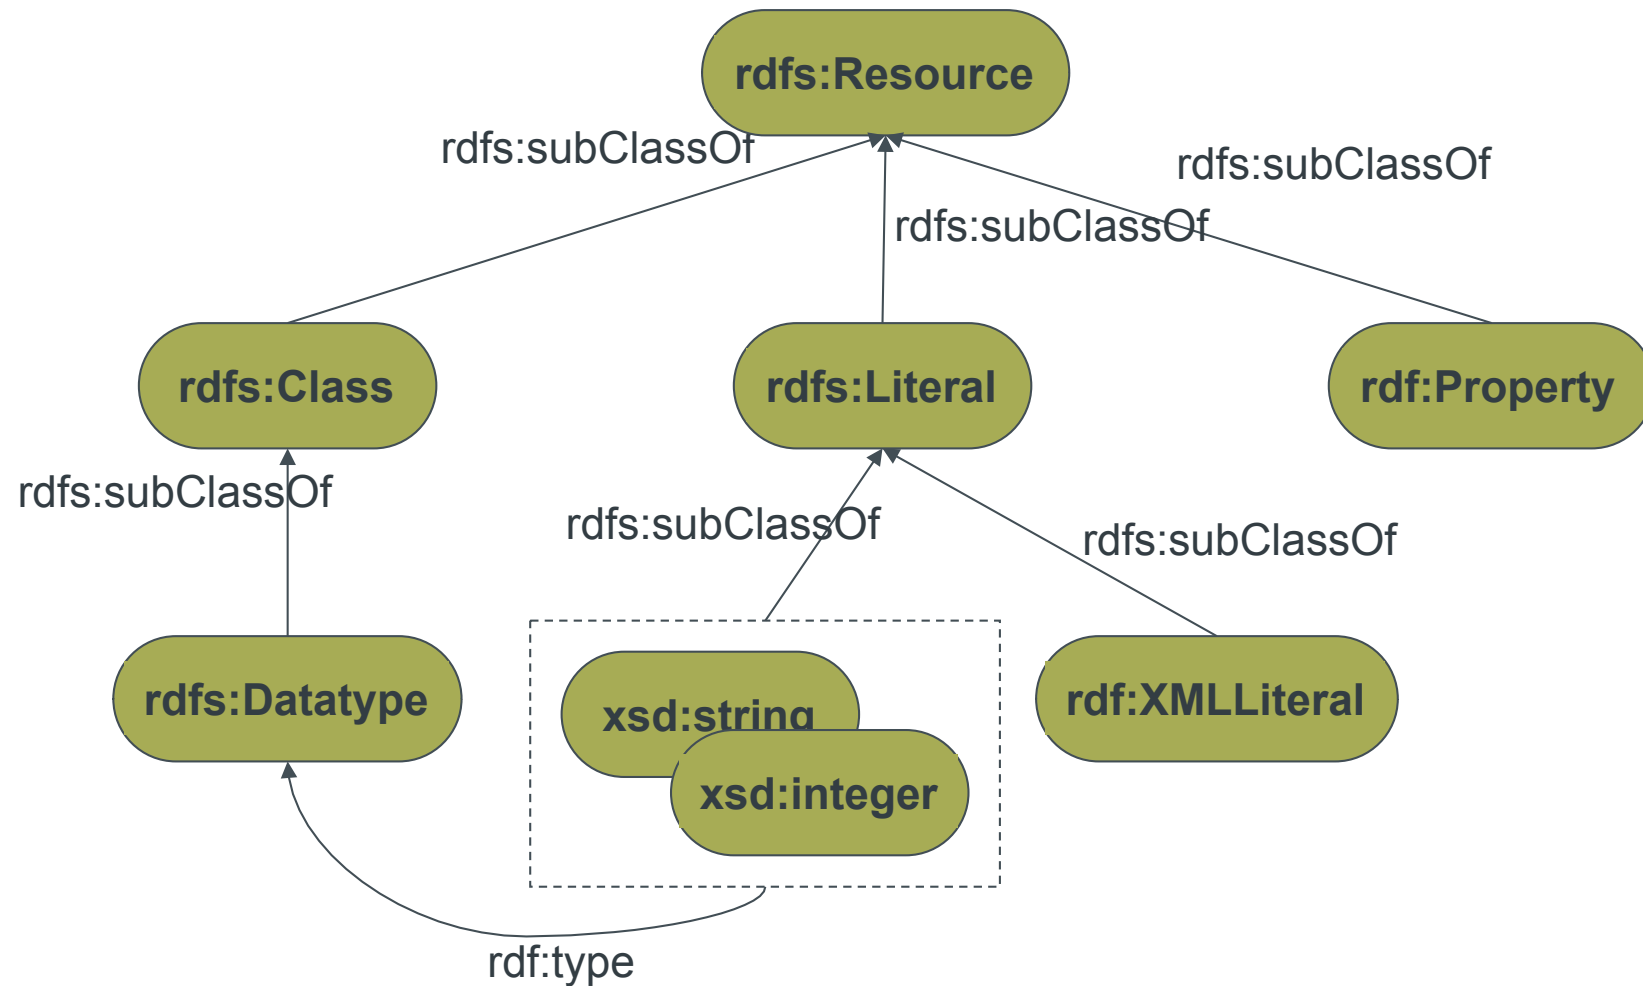 rdfs:Resource
rdfs:subClassOf
rdfs:subClassOf
rdfs:subClassOf
rdfs:Class
rdfs:Literal
rdf:Property
rdfs:subClassOf
rdfs:subClassOf
rdfs:subClassOf
rdfs:Datatype
xsd:string
rdf:XMLLiteral
xsd:integer
rdf:type